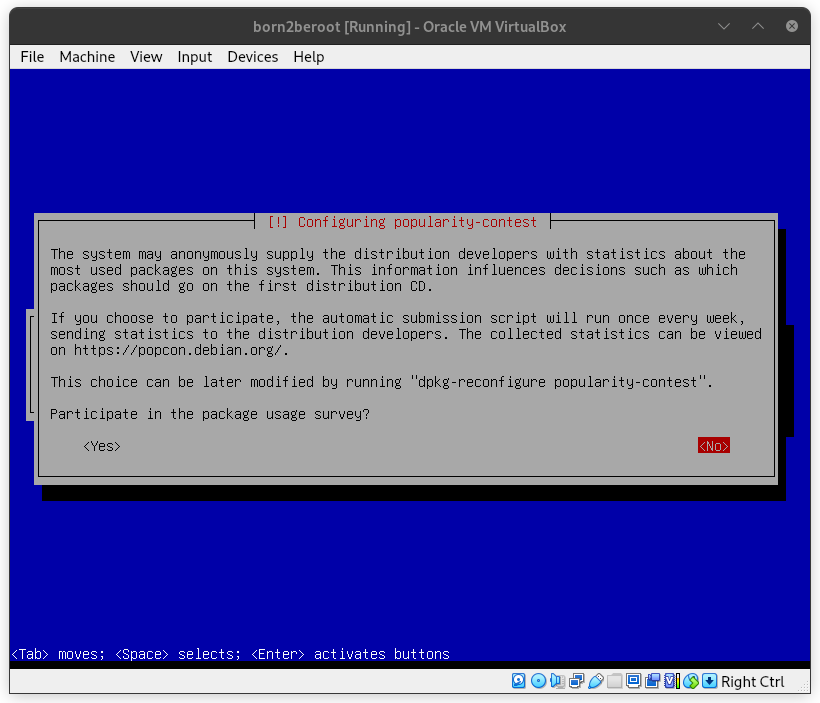 born2beroot [Running] - Oracle VM VirtualBox
File Machine View Input Devices Help
[!] Configuring popularity-contest
The system may anonymously supply the distribution developers with statistics about the
most used packages on this system. This information influences decisions such as which
packages should go on the first distribution CD.
If you choose to participate, the automatic submission script will run once every week,
sending statistics to the distribution developers. The collected statistics can be viewed
on https://popcon.debian.org/.
This choice can be later modified by running "dpkg-reconfigure popularity-contest".
Participate in the package usage survey?
<Yes> <No>
<Tab> moves; <Space> selects; <Enter> activates buttons
Right Ctrl